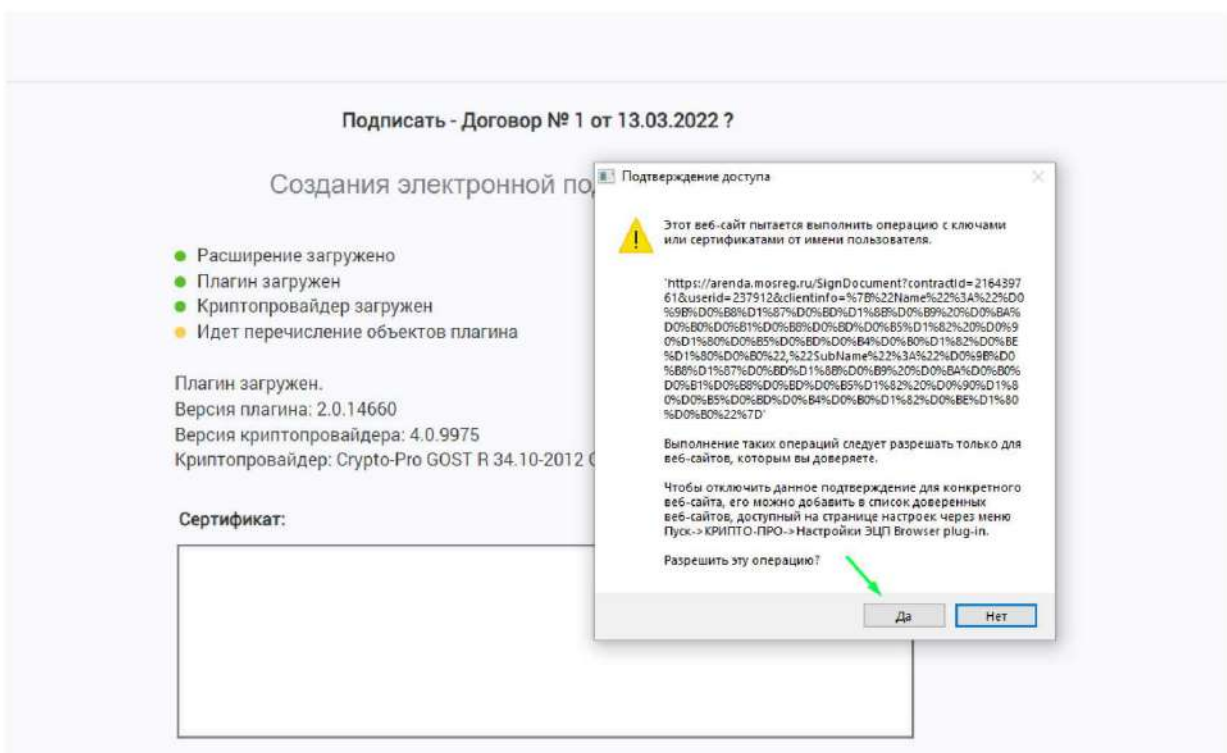 Подписать - Договор № 1 от 13.03.2022 ?
Создания электронной по
Расширение загружено
Плагин загружен
Криптопровайдер загружен
Идет перечисление объектов плагина
Плагин загружен.
Версия плагина: 2.0.14660
Версия криптопровайдера: 4.0.9975
Криптопровайдер: Crypto-Pro GOST R 34.10-2012
Сертификат:
Подтверждение доступа
Этот веб-сайт пытается выполнить операцию с ключами
или сертификатами от имени пользователя.
'https://arenda.mosreg.ru/SignDocument?contractId=2164397
61&userid=237912&clientinfo=%7B%22Name%22%3A%22%D0
%9B%D0%B8%D1%87%D0%BD%D1%8B%D0%B9%20%D0%BA%
D0%B0%D0%B1%D0%B8%D0%BD%D0%B5%D1%82%20%D0%9
0%D1%80%D0%B5%D0%BD%D0%B4%D0%B0%D1%82%D0%BE
%D1%80%D0%B0%22,%22SubName%22%3A%22%D0%9B%D0
%B8%D1%87%D0%BD%D1%8B%D0%B9%20%D0%BA%D0%B0%
D0%B1%D0%B8%D0%BD%D0%B5%D1%82%20%D0%90%D1%8
0%D0%B5%D0%BD%D0%B4%D0%B0%D1%82%D0%BE%D1%80
%D0%B0%22%7D'
Выполнение таких операций следует разрешать только для
веб-сайтов, которым вы доверяете.
Чтобы отключить данное подтверждение для конкретного
веб-сайта, его можно добавить в список доверенных
веб-сайтов, доступный на странице настроек через меню
Пуск->КРИПТО-ПРО->Настройки ЭЦП Browser plug-in.
Разрешить эту операцию?
Да
Нет